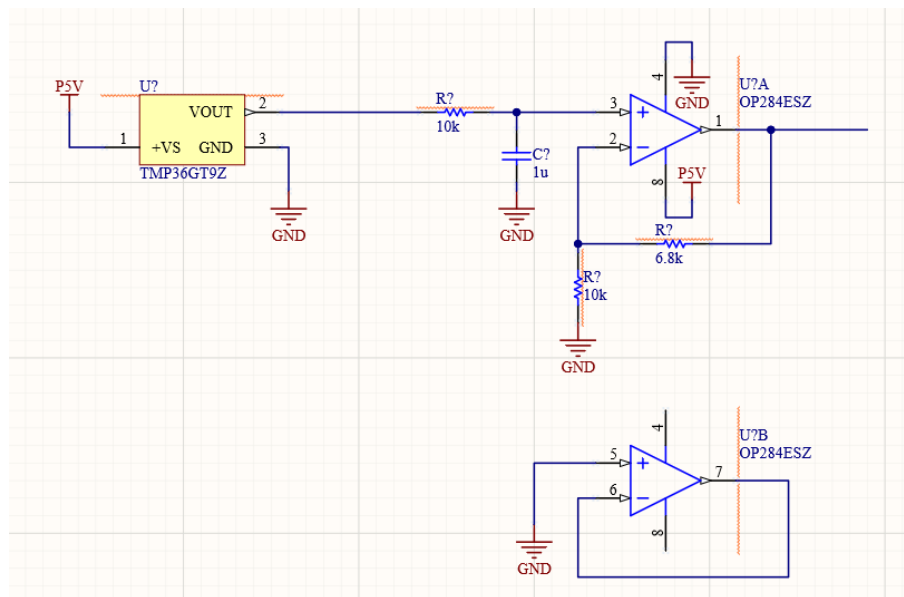 P5V
U?
1
+VS
VOUT
GND
2
3
TMP36GT9Z
GND
R?
10k
C?
1u
GND
3
2
+
−
4
8
1
GND
P5V
U?A
OP284ESZ
R?
6.8k
R?
10k
GND
5
6
+
−
4
8
7
U?B
OP284ESZ
GND